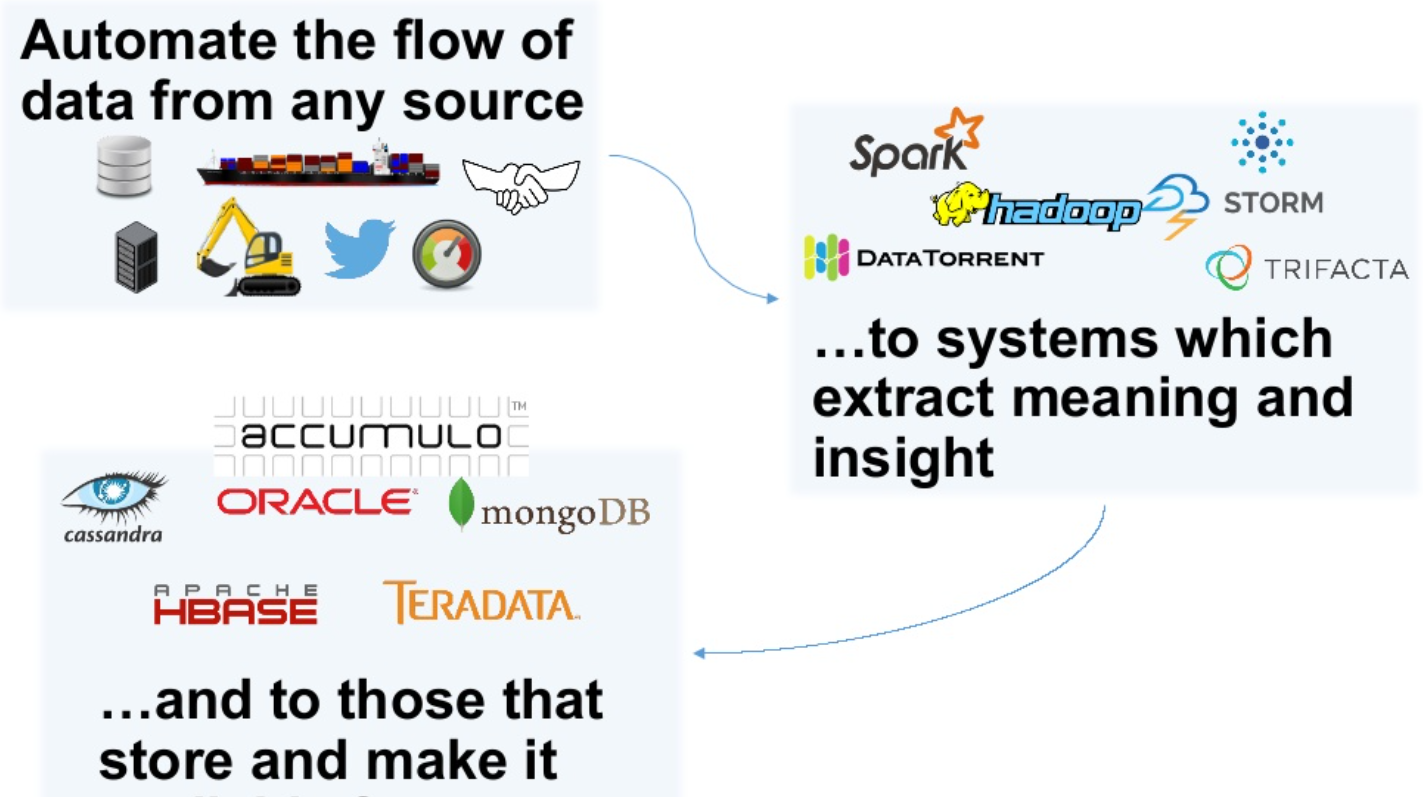 Automate the flow of
data from any source
Spark
hadoop
STORM
DATATORRENT
TRIFACTA
…to systems which
extract meaning and
insight
accumulo™
cassandra
ORACLE®
mongoDB
APACHE
HBASE
TERADATA
…and to those that
store and make it